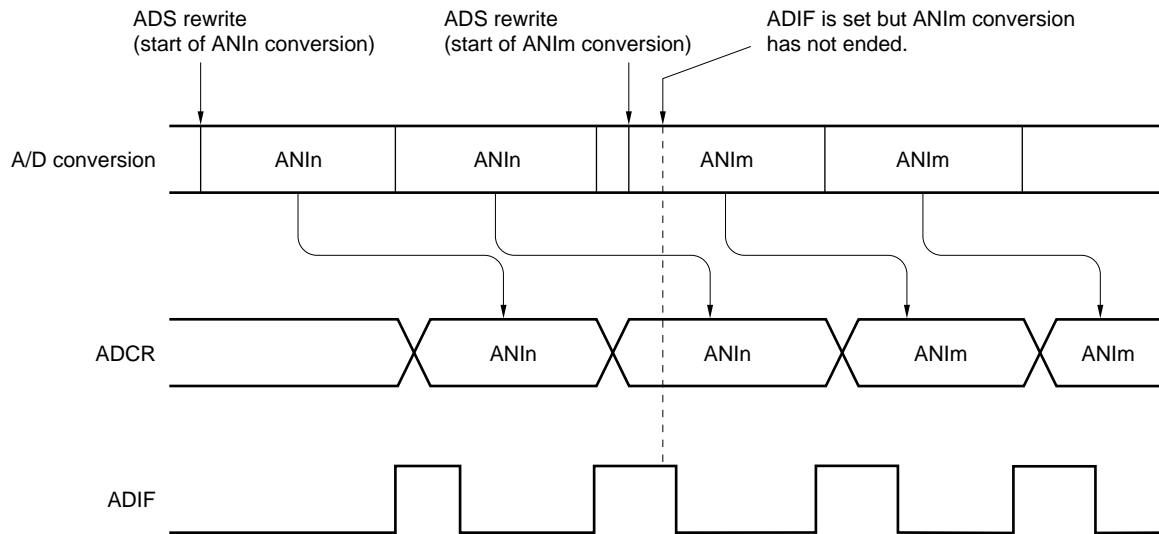 ADS rewrite
(start of ANIn conversion)
ADS rewrite
(start of ANIm conversion)
ADIF is set but ANIm conversion
has not ended.
A/D conversion
ANIn
ANIn
ANIm
ANIm
ADCR
ANIn
ANIn
ANIm
ANIm
ADIF